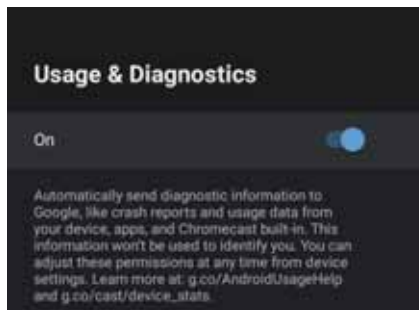 Usage & Diagnostics
On
Automatically send diagnostic information to
Google, like crash reports and usage data from
your device, apps, and Chromecast built-in. This
information won't be used to identify you. You can
adjust these permissions at any time from device
settings. Learn more at: g.co/AndroidUsageHelp
and g.co/cast/device_stats.